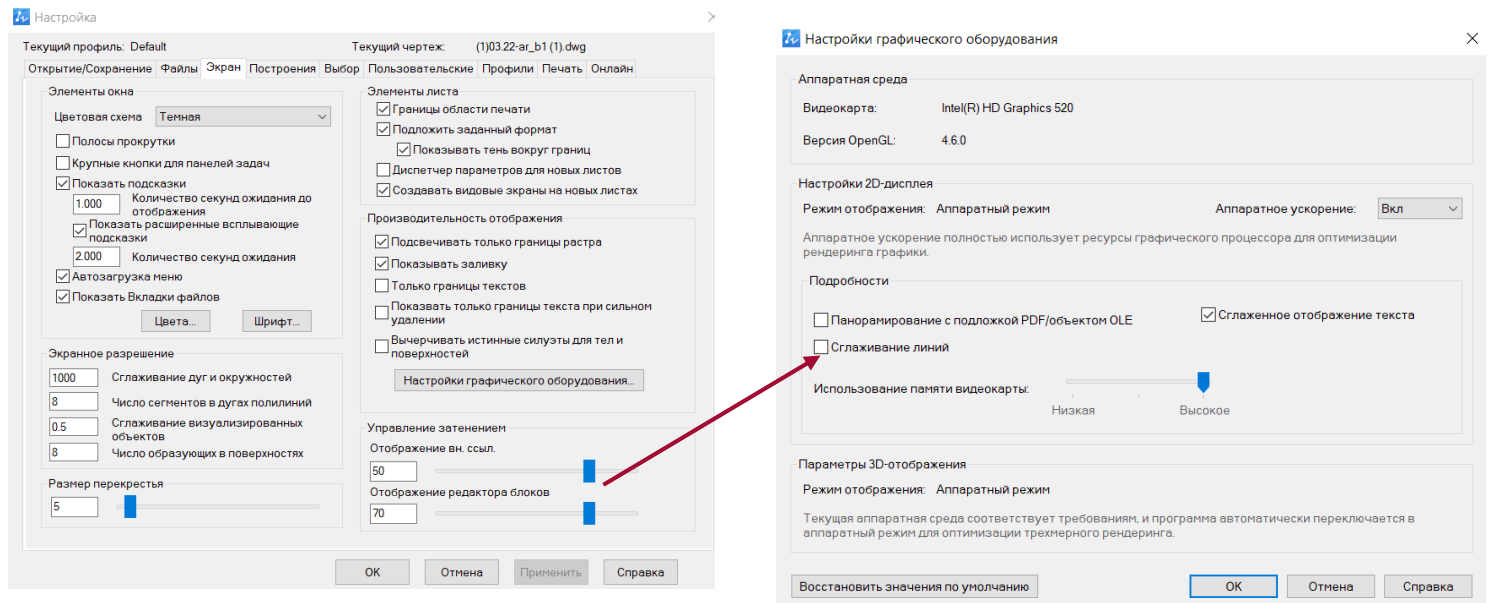 Настройка
Текущий профиль: Default
Текущий чертеж: (1)03.22-ar_b1 (1).dwg
Открытие/Сохранение Файлы Экран Построения Выбор Пользовательские Профили Печать Онлайн
Элементы окна
Цветовая схема Темная
Полосы прокрутки
Крупные кнопки для панелей задач
Показать подсказки
1.000 Количество секунд ожидания до
отображения
Показать расширенные всплывающие
подсказки
2.000 Количество секунд ожидания
Автозагрузка меню
Показать Вкладки файлов
Цвета... Шрифт...
Экранное разрешение
1000 Сглаживание дуг и окружностей
8 Число сегментов в дугах полилиний
0.5 Сглаживание визуализированных
объектов
8 Число образующих в поверхностях
Размер перекрестья
5
Элементы листа
Границы области печати
Подложить заданный формат
Показывать тень вокруг границ
Диспетчер параметров для новых листов
Создавать видовые экраны на новых листах
Производительность отображения
Подсвечивать только границы растра
Показывать заливку
Только границы текстов
Показвать только границы текста при сильном
удалении
Вычерчивать истинные силуэты для тел и
поверхностей
Настройки графического оборудования...
Управление затенением
Отображение вн. ссыл.
50
Отображение редактора блоков
70
ОК Отмена Применить Справка
Настройки графического оборудования
Аппаратная среда
Видеокарта: Intel(R) HD Graphics 520
Версия OpenGL: 4.6.0
Настройки 2D-дисплея
Режим отображения: Аппаратный режим Аппаратное ускорение: Вкл
Аппаратное ускорение полностью использует ресурсы графического процессора для оптимизации
рендеринга графики.
Подробности
Панорамирование с подложкой PDF/объектом OLE Сглаженное отображение текста
Сглаживание линий
Использование памяти видеокарты:
Низкая Высокое
Параметры 3D-отображения
Режим отображения: Аппаратный режим
Текущая аппаратная среда соответствует требованиям, и программа автоматически переключается в
аппаратный режим для оптимизации трехмерного рендеринга.
Восстановить значения по умолчанию ОК Отмена Справка